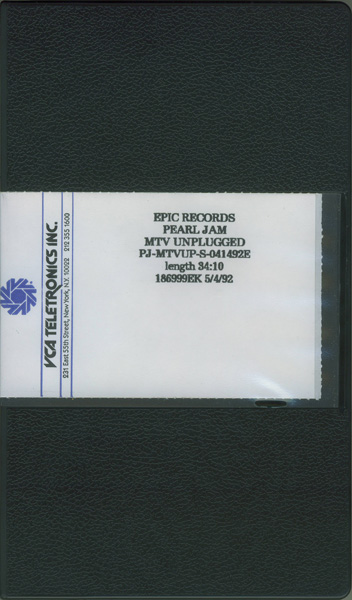 EPIC RECORDS
PEARL JAM
MTV UNPLUGGED
PJ-MTVUP-S-041492E
length 34:10
186999EK 5/4/92
VCA TELETRONICS INC.
231 East 55th Street, New York, N.Y. 10022 212 355 1600